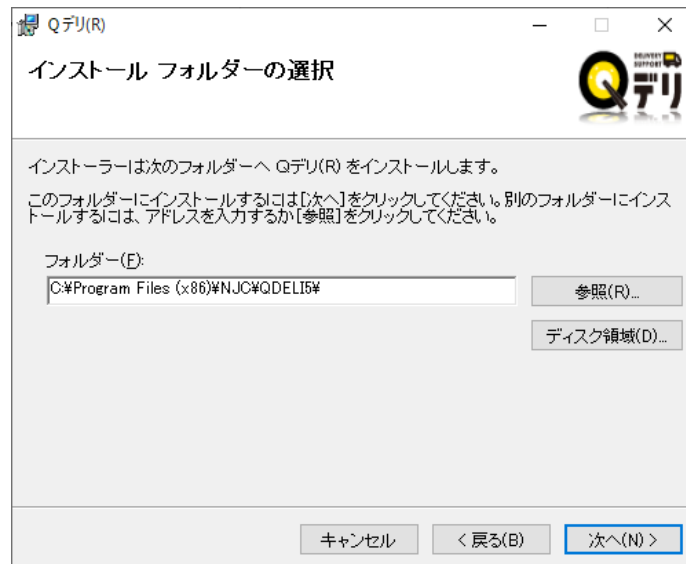 Qデリ(R)
インストール フォルダーの選択
DELIVERY
SUPPORT
Qデリ
インストーラーは次のフォルダーへ Qデリ(R) をインストールします。
このフォルダーにインストールするには[次へ]をクリックしてください。別のフォルダーにインス
トールするには、アドレスを入力するか[参照]をクリックしてください。
フォルダー(F):
C:¥Program Files (x86)¥NJC¥QDELI5¥
参照(R)...
ディスク領域(D)...
キャンセル
< 戻る(B)
次へ(N) >